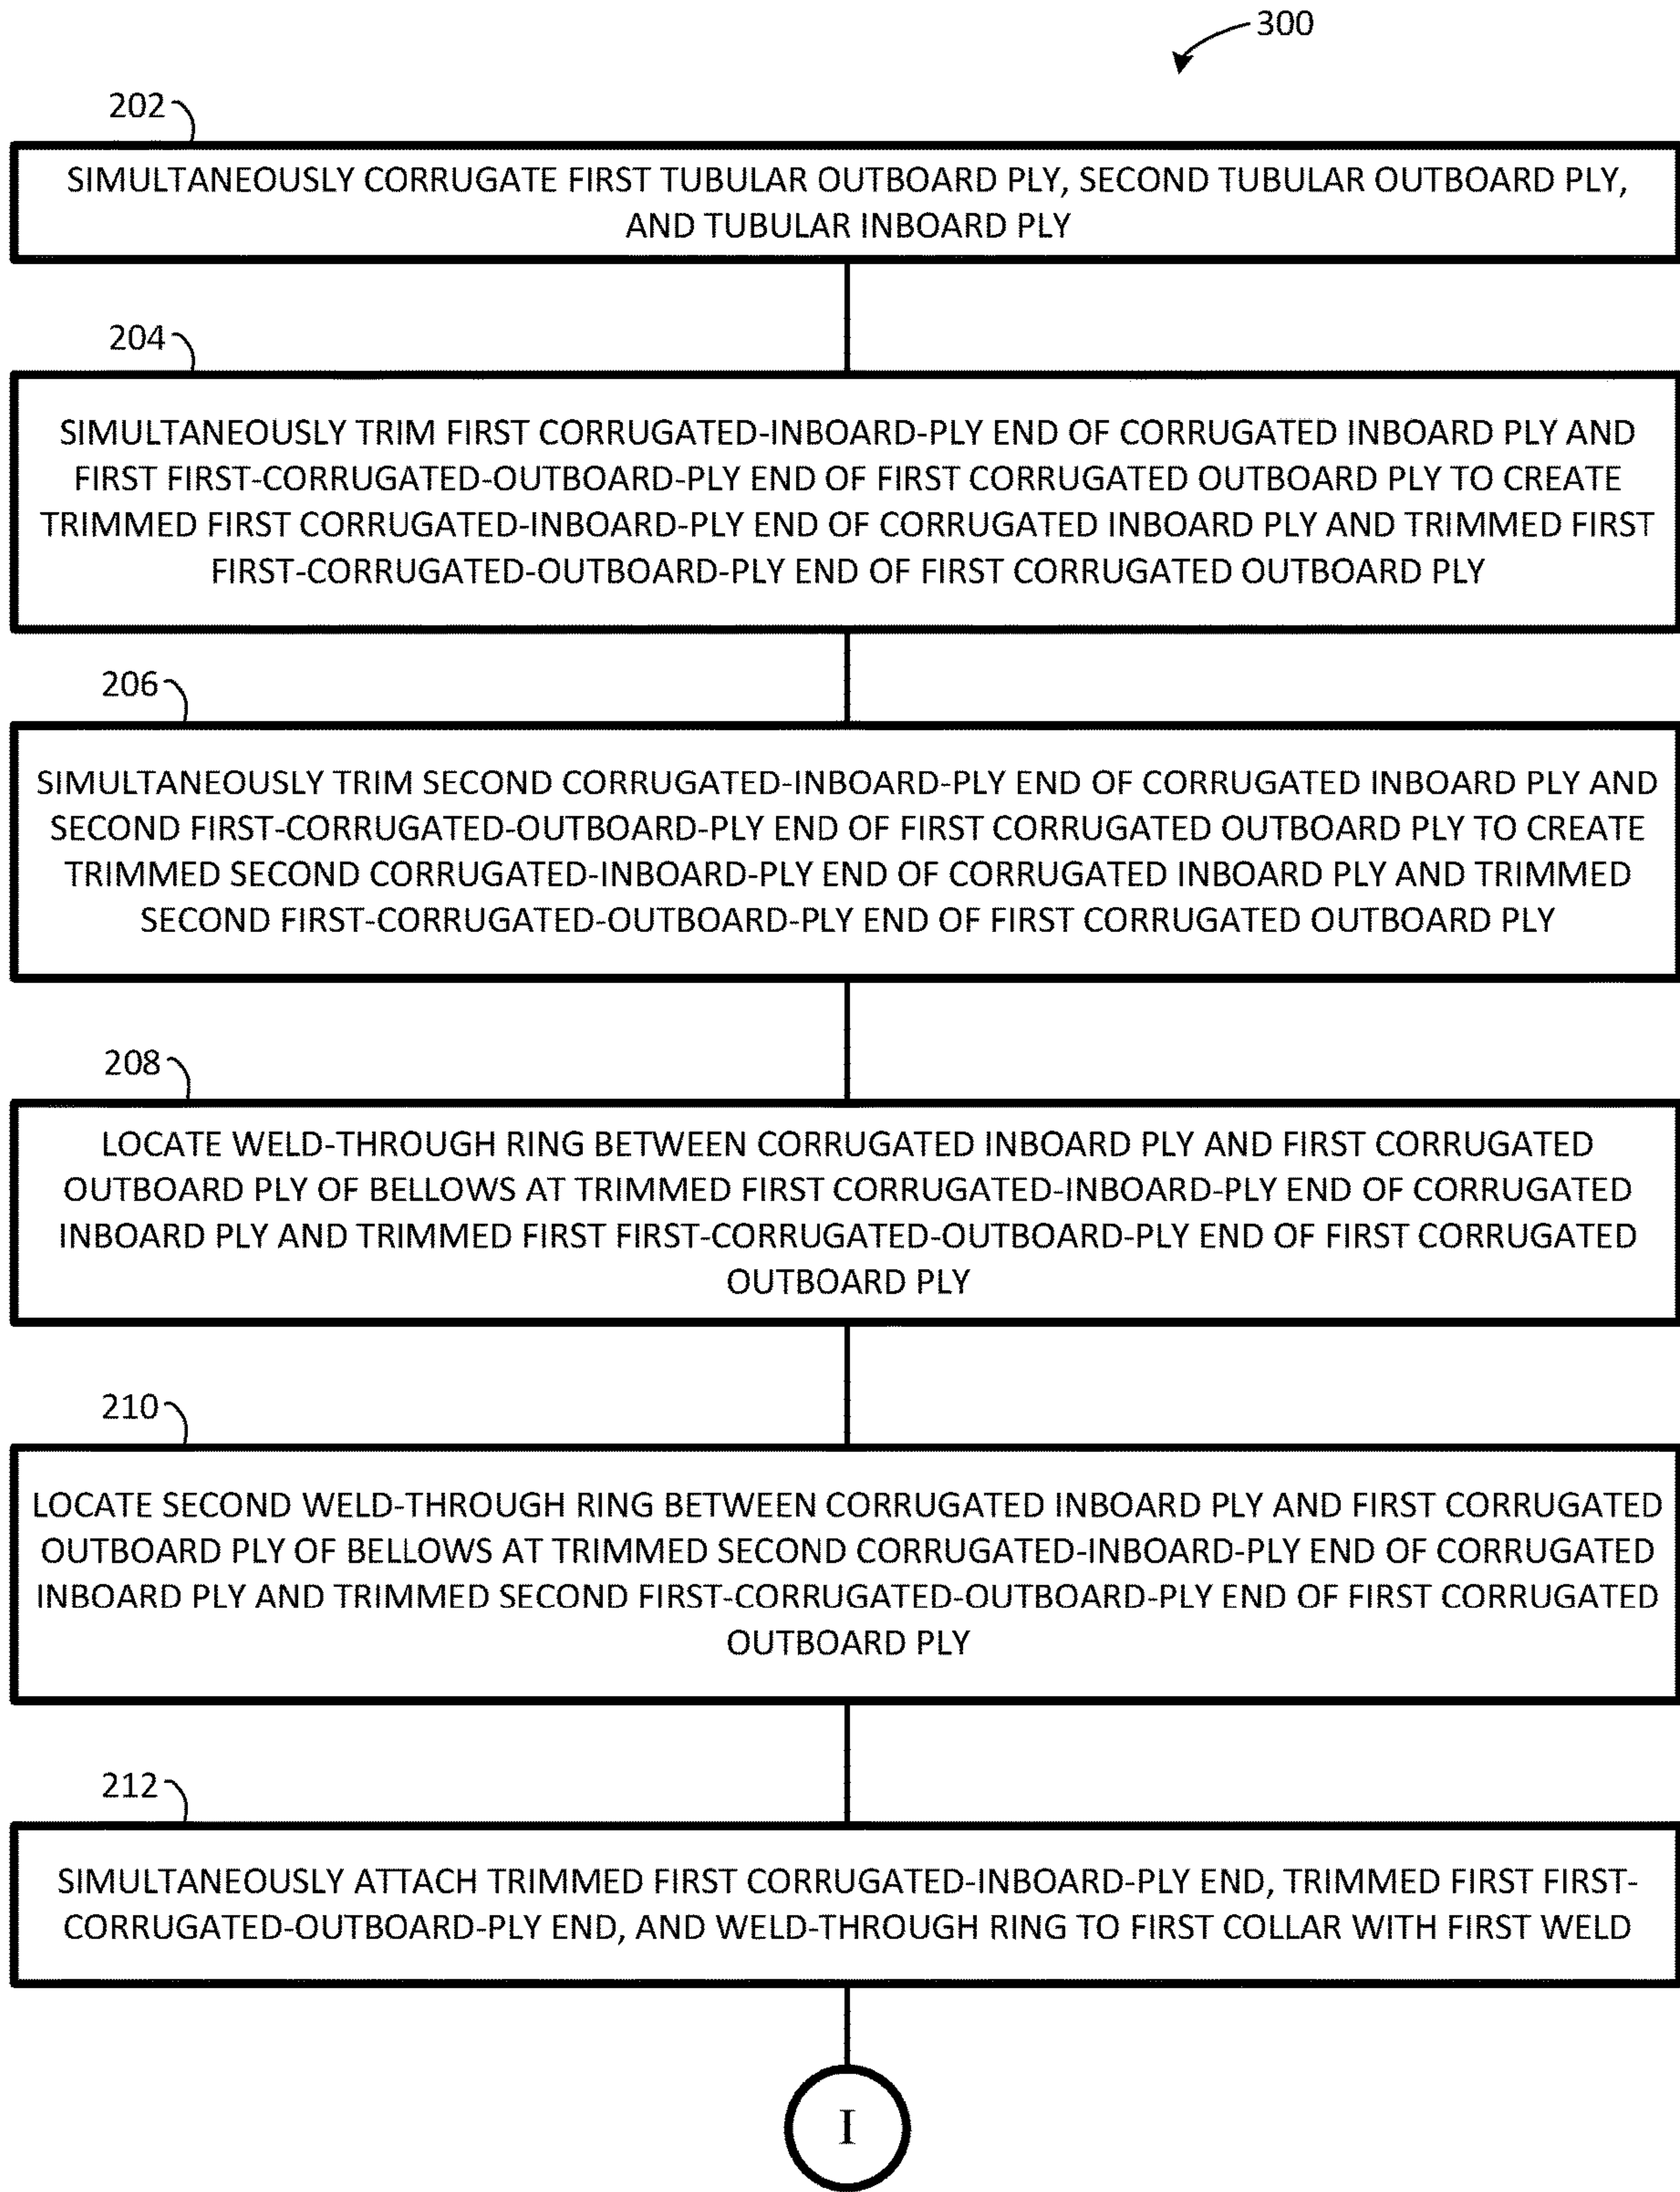 300
202
SIMULTANEOUSLY CORRUGATE FIRST TUBULAR OUTBOARD PLY, SECOND TUBULAR OUTBOARD PLY,
AND TUBULAR INBOARD PLY
204
SIMULTANEOUSLY TRIM FIRST CORRUGATED-INBOARD-PLY END OF CORRUGATED INBOARD PLY AND
FIRST FIRST-CORRUGATED-OUTBOARD-PLY END OF FIRST CORRUGATED OUTBOARD PLY TO CREATE
TRIMMED FIRST CORRUGATED-INBOARD-PLY END OF CORRUGATED INBOARD PLY AND TRIMMED FIRST
FIRST-CORRUGATED-OUTBOARD-PLY END OF FIRST CORRUGATED OUTBOARD PLY
206
SIMULTANEOUSLY TRIM SECOND CORRUGATED-INBOARD-PLY END OF CORRUGATED INBOARD PLY AND
SECOND FIRST-CORRUGATED-OUTBOARD-PLY END OF FIRST CORRUGATED OUTBOARD PLY TO CREATE
TRIMMED SECOND CORRUGATED-INBOARD-PLY END OF CORRUGATED INBOARD PLY AND TRIMMED
SECOND FIRST-CORRUGATED-OUTBOARD-PLY END OF FIRST CORRUGATED OUTBOARD PLY
208
LOCATE WELD-THROUGH RING BETWEEN CORRUGATED INBOARD PLY AND FIRST CORRUGATED
OUTBOARD PLY OF BELLOWS AT TRIMMED FIRST CORRUGATED-INBOARD-PLY END OF CORRUGATED
INBOARD PLY AND TRIMMED FIRST FIRST-CORRUGATED-OUTBOARD-PLY END OF FIRST CORRUGATED
OUTBOARD PLY
210
LOCATE SECOND WELD-THROUGH RING BETWEEN CORRUGATED INBOARD PLY AND FIRST CORRUGATED
OUTBOARD PLY OF BELLOWS AT TRIMMED SECOND CORRUGATED-INBOARD-PLY END OF CORRUGATED
INBOARD PLY AND TRIMMED SECOND FIRST-CORRUGATED-OUTBOARD-PLY END OF FIRST CORRUGATED
OUTBOARD PLY
212
SIMULTANEOUSLY ATTACH TRIMMED FIRST CORRUGATED-INBOARD-PLY END, TRIMMED FIRST FIRST-
CORRUGATED-OUTBOARD-PLY END, AND WELD-THROUGH RING TO FIRST COLLAR WITH FIRST WELD
I